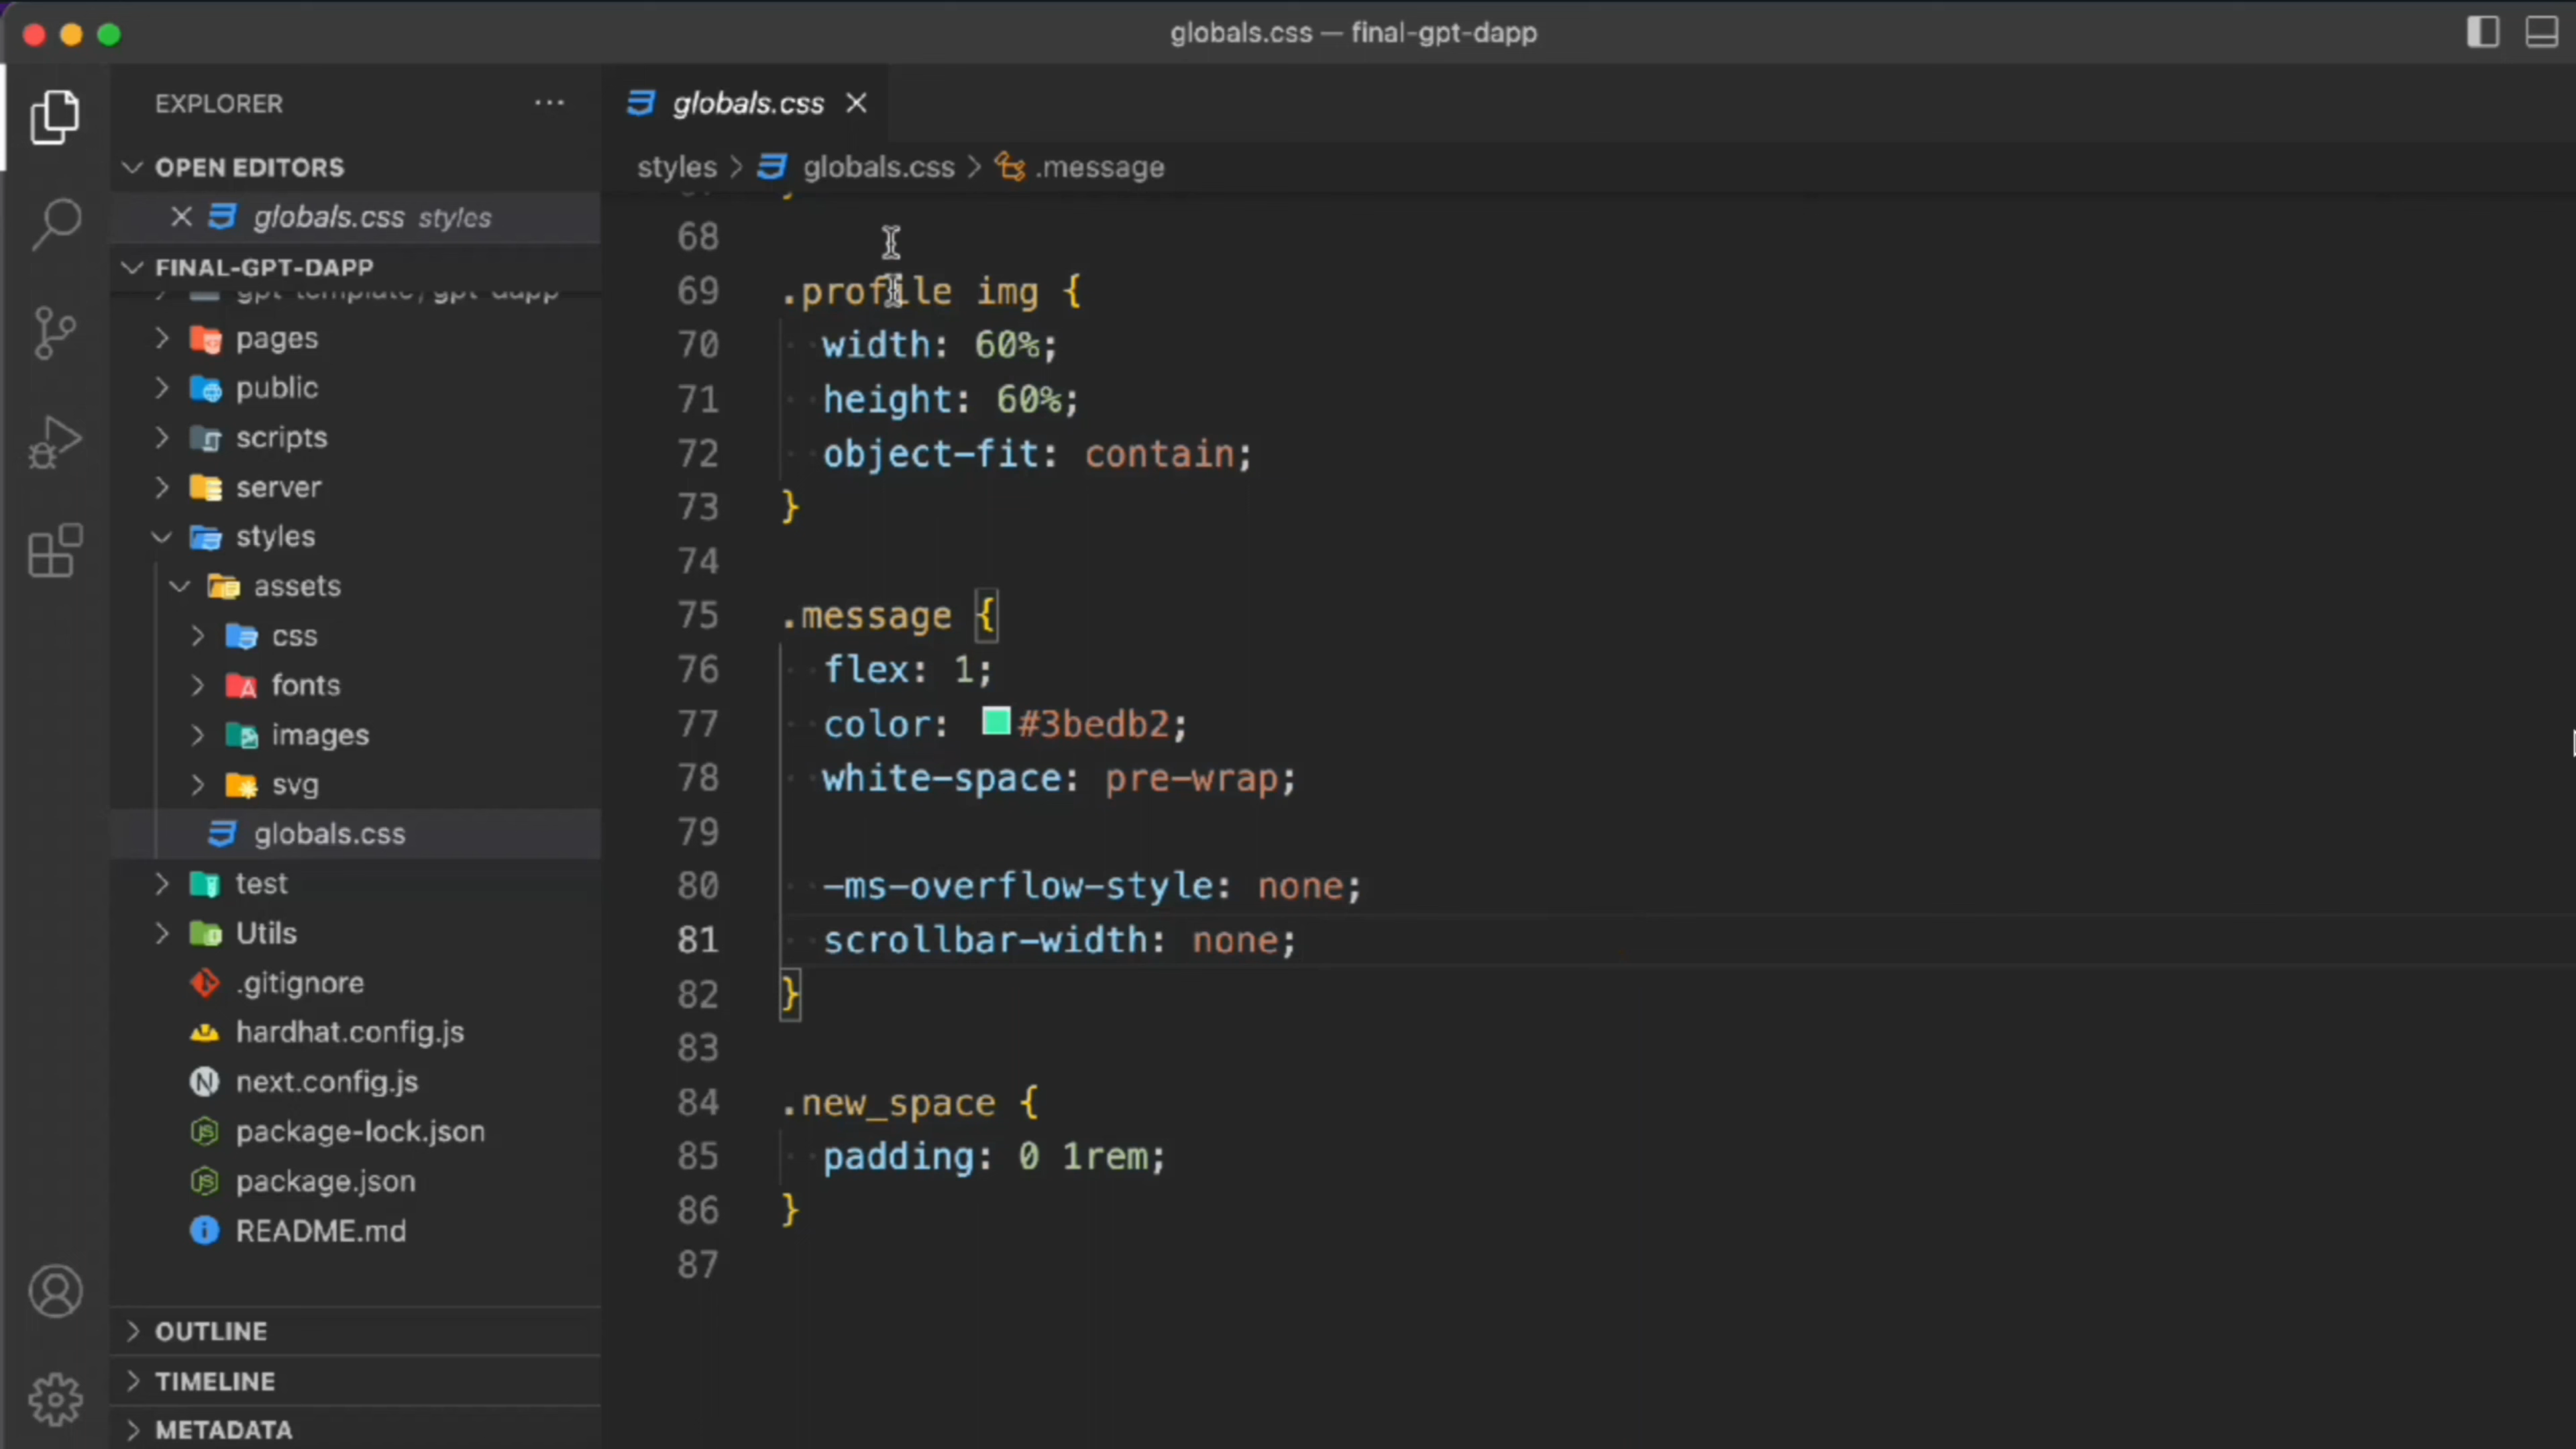 globals.css — final-gpt-dapp
EXPLORER
OPEN EDITORS
globals.css styles
FINAL-GPT-DAPP
gpt-template/gpt-dapp
pages
public
scripts
server
styles
assets
css
fonts
images
svg
globals.css
test
Utils
.gitignore
hardhat.config.js
next.config.js
package-lock.json
package.json
README.md
OUTLINE
TIMELINE
METADATA
globals.css
styles > globals.css > .message
68
69 .profile img {
70 width: 60%;
71 height: 60%;
72 object-fit: contain;
73 }
74
75 .message {
76 flex: 1;
77 color: #3bedb2;
78 white-space: pre-wrap;
79
80 -ms-overflow-style: none;
81 scrollbar-width: none;
82 }
83
84 .new_space {
85 padding: 0 1rem;
86 }
87